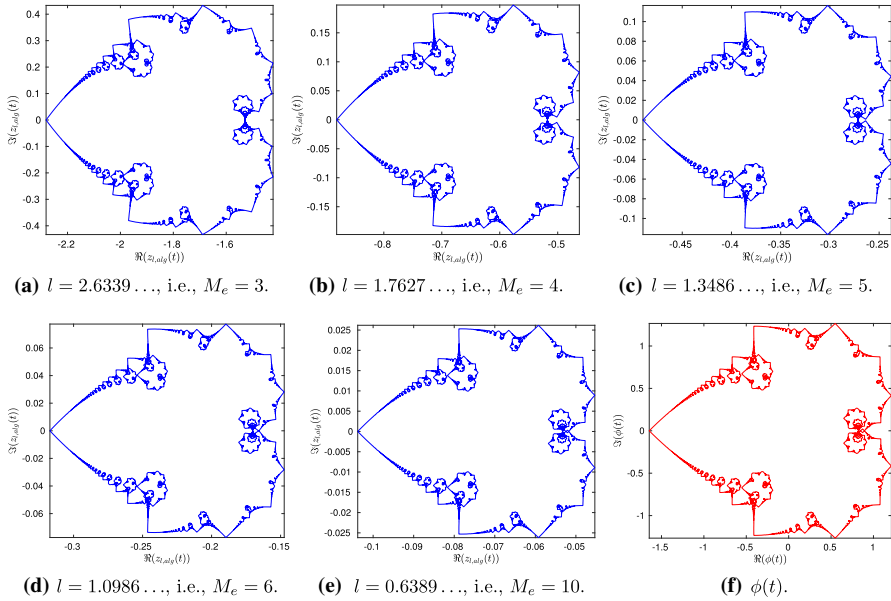 0.4
0.3
0.2
0.1
0
-0.1
-0.2
-0.3
-0.4
-2.2 -2 -1.8 -1.6
ℑ(z_{l,alg}(t))
ℜ(z_{l,alg}(t))
(a) l = 2.6339 …, i.e., M_e = 3.
0.15
0.1
0.05
0
-0.05
-0.1
-0.15
-0.8 -0.7 -0.6 -0.5
ℑ(z_{l,alg}(t))
ℜ(z_{l,alg}(t))
(b) l = 1.7627 …, i.e., M_e = 4.
0.1
0.08
0.06
0.04
0.02
0
-0.02
-0.04
-0.06
-0.08
-0.1
-0.45 -0.4 -0.35 -0.3 -0.25
ℑ(z_{l,alg}(t))
ℜ(z_{l,alg}(t))
(c) l = 1.3486 …, i.e., M_e = 5.
0.06
0.04
0.02
0
-0.02
-0.04
-0.06
-0.3 -0.25 -0.2 -0.15
ℑ(z_{l,alg}(t))
ℜ(z_{l,alg}(t))
(d) l = 1.0986 …, i.e., M_e = 6.
0.025
0.02
0.015
0.01
0.005
0
-0.005
-0.01
-0.015
-0.02
-0.025
-0.1 -0.09 -0.08 -0.07 -0.06 -0.05
ℑ(z_{l,alg}(t))
ℜ(z_{l,alg}(t))
(e) l = 0.6389 …, i.e., M_e = 10.
1
0.5
0
-0.5
-1
-1.5 -1 -0.5 0 0.5 1
ℑ(ϕ(t))
ℜ(ϕ(t))
(f) ϕ(t).